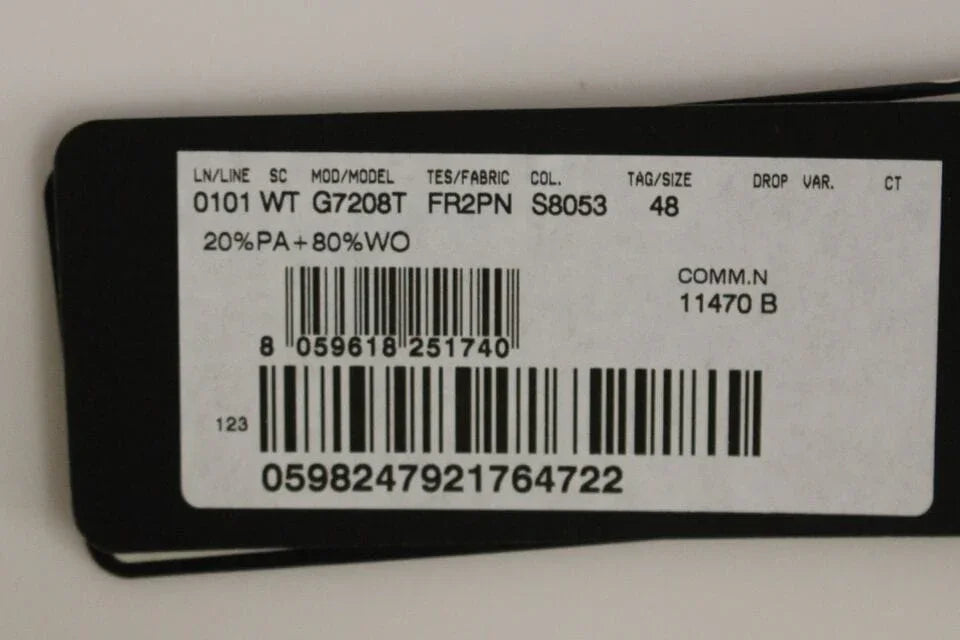 LN/LINE SC MOD/MODEL TES/FABRIC COL. TAG/SIZE DROP VAR. CT
0101 WT G7208T FR2PN S8053 48
20%PA+80%WO
COMM.N
11470 B
8 059618 251740
123
0598247921764722